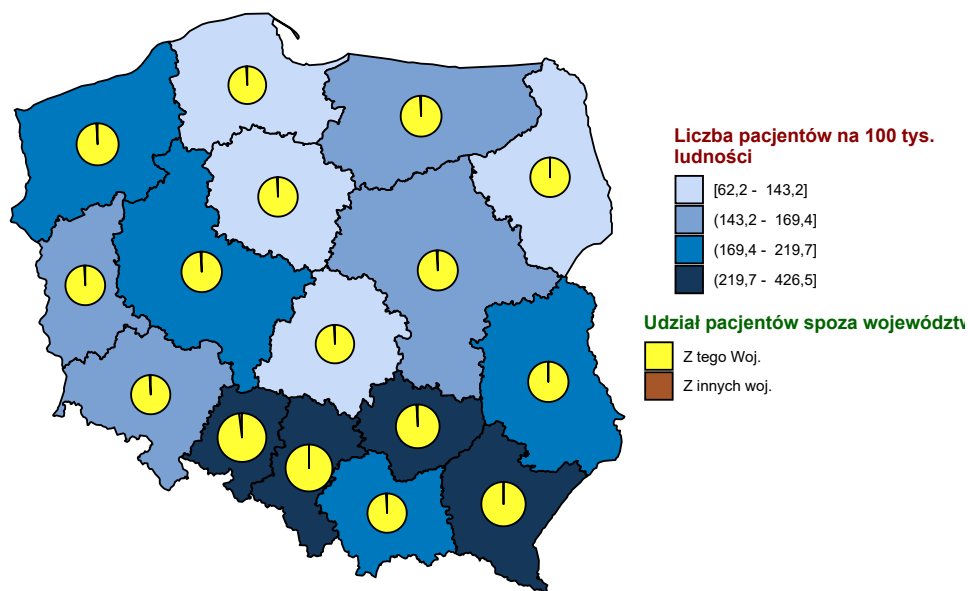 Liczba pacjentów na 100 tys.
ludności
[62,2 - 143,2]
(143,2 - 169,4]
(169,4 - 219,7]
(219,7 - 426,5]
Udział pacjentów spoza województw
Z tego Woj.
Z innych woj.